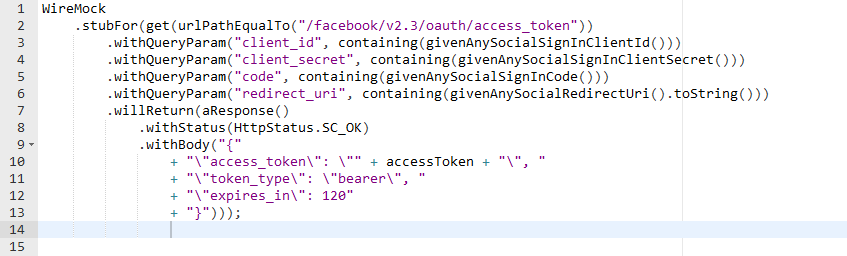 1 WireMock
2     .stubFor(get(urlPathEqualTo("/facebook/v2.3/oauth/access_token"))
3         .withQueryParam("client_id", containing(givenAnySocialSignInClientId()))
4         .withQueryParam("client_secret", containing(givenAnySocialSignInClientSecret()))
5         .withQueryParam("code", containing(givenAnySocialSignInCode()))
6         .withQueryParam("redirect_uri", containing(givenAnySocialRedirectUri().toString()))
7         .willReturn(aResponse()
8             .withStatus(HttpStatus.SC_OK)
9             .withBody("{"
10                 + "\"access_token\": \"" + accessToken + "\", "
11                 + "\"token_type\": \"bearer\", "
12                 + "\"expires_in\": 120"
13                 + "}")));
14
15